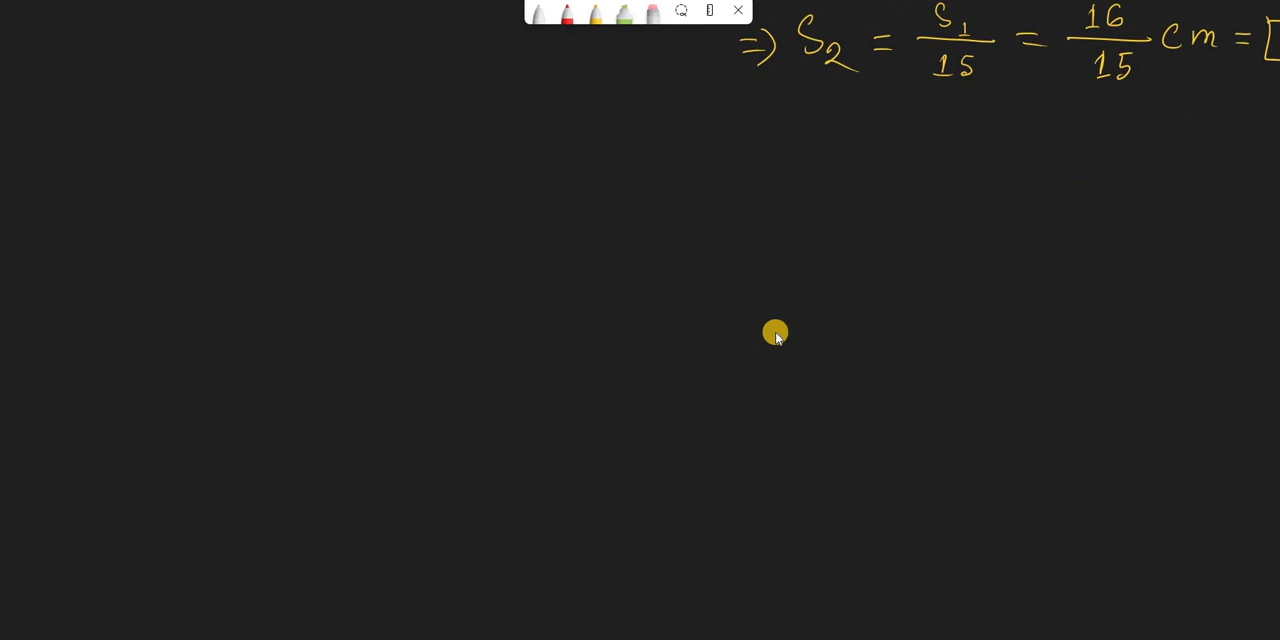 => S₂ = S₁/15 = 16/15 cm = [